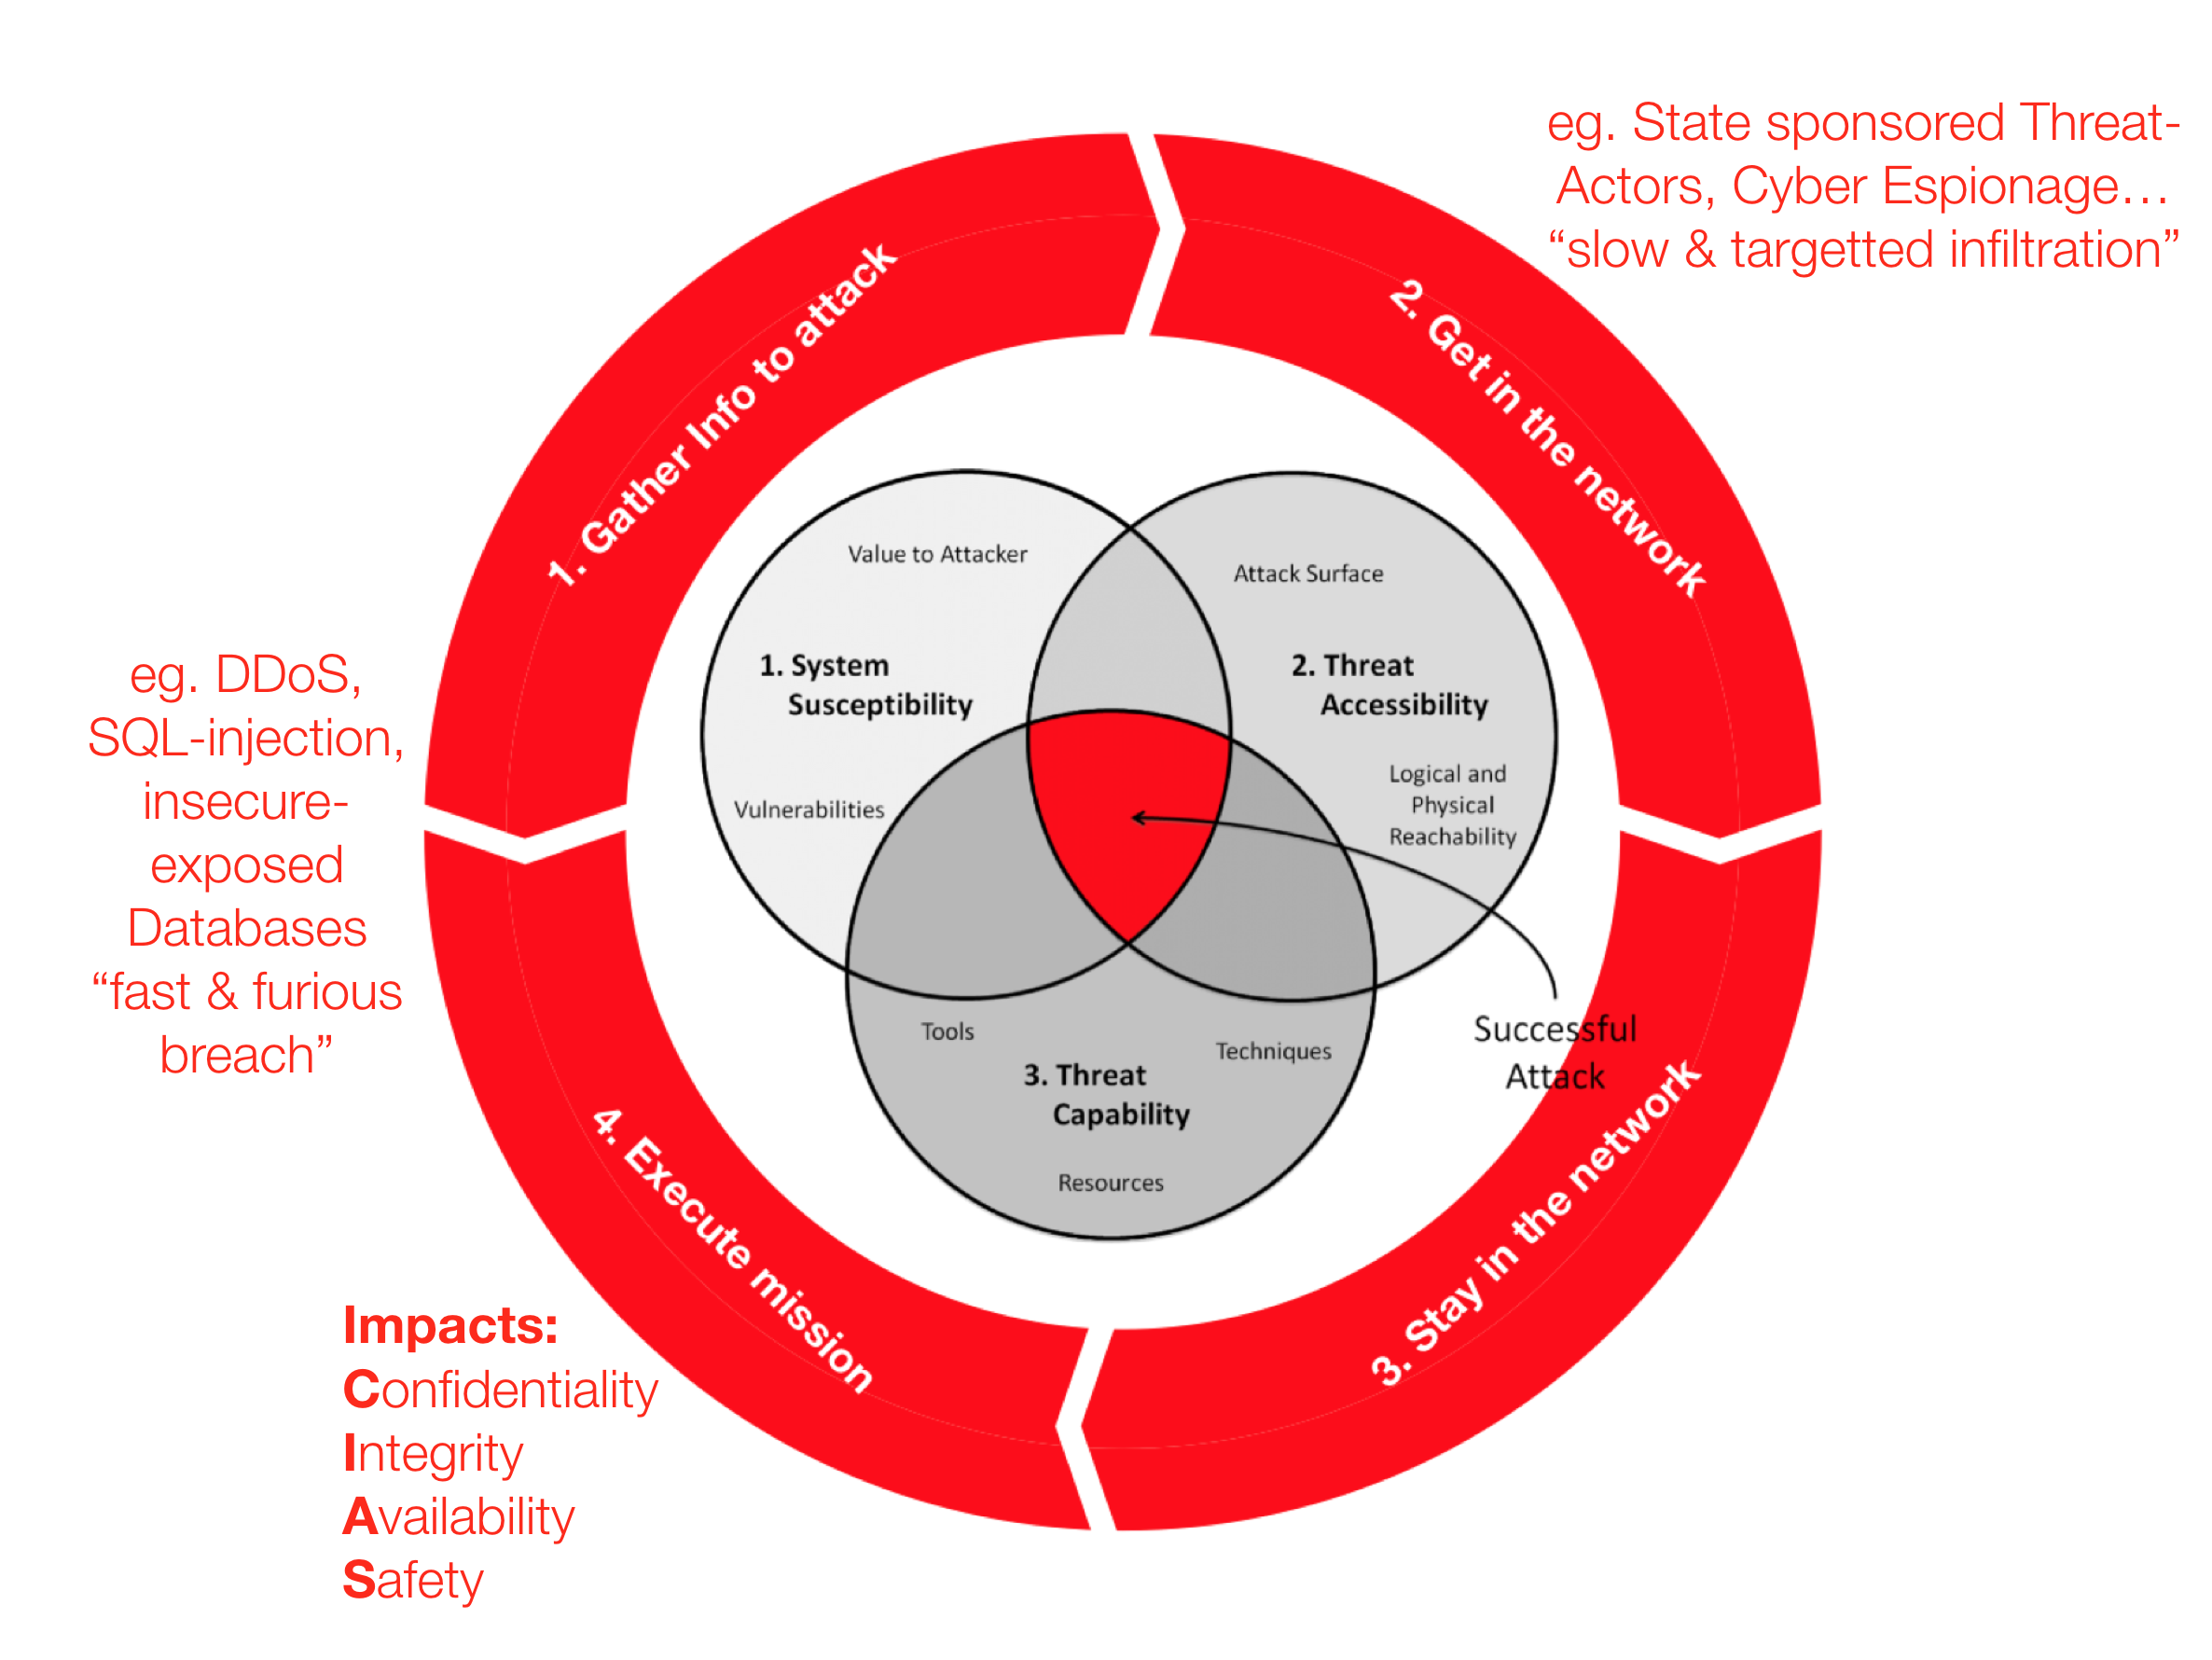 eg. State sponsored Threat-
Actors, Cyber Espionage…
“slow & targetted infiltration”
1. Gather Info to attack
2. Get in the network
Value to Attacker
Attack Surface
1. System
Susceptibility
2. Threat
Accessibility
Vulnerabilities
Logical and
Physical
Reachability
eg. DDoS,
SQL-injection,
insecure-
exposed
Databases
“fast & furious
breach”
Tools
Techniques
3. Threat
Capability
Resources
Successful
Attack
3. Stay in the network
4. Execute mission
Impacts:
Confidentiality
Integrity
Availability
Safety